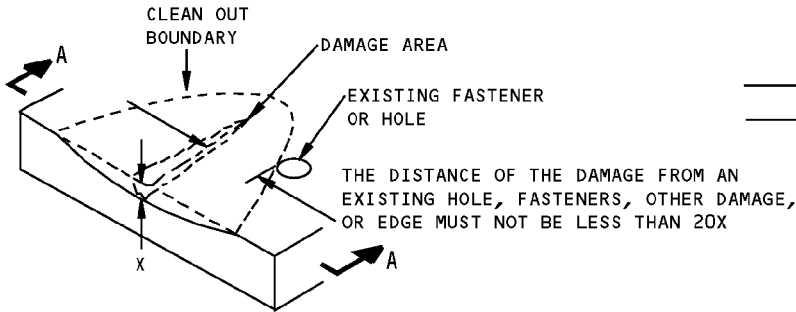 CLEAN OUT
BOUNDARY
DAMAGE AREA
A
EXISTING FASTENER
OR HOLE
THE DISTANCE OF THE DAMAGE FROM AN
EXISTING HOLE, FASTENERS, OTHER DAMAGE,
OR EDGE MUST NOT BE LESS THAN 20X
X
A